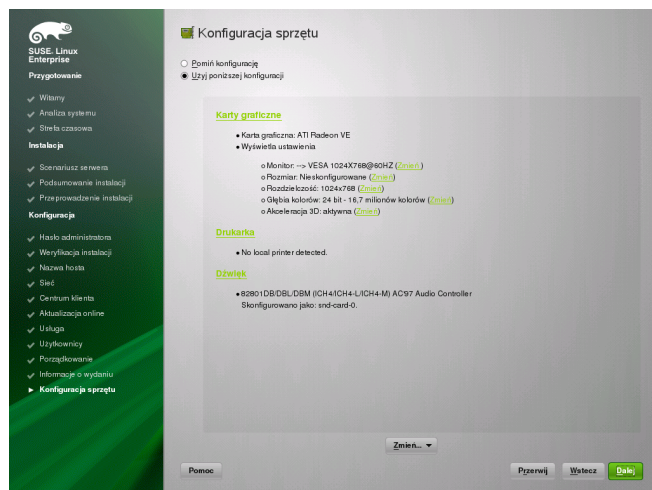 SUSE. Linux
Enterprise
Przygotowanie
Witamy
Analiza systemu
Strefa czasowa
Instalacja
Scenariusz serwera
Podsumowanie instalacji
Przeprowadzenie instalacji
Konfiguracja
Hasło administratora
Weryfikacja instalacji
Nazwa hosta
Sieć
Centrum klienta
Aktualizacja online
Usługa
Użytkownicy
Porządkowanie
Informacje o wydaniu
Konfiguracja sprzętu
Konfiguracja sprzętu
Pomiń konfigurację
Użyj poniższej konfiguracji
Karty graficzne
Karta graficzna: ATI Radeon VE
Wyświetla ustawienia
Monitor: --> VESA 1024X768@60HZ (Zmień)
Rozmiar: Nieskonfigurowane (Zmień)
Rozdzielczość: 1024x768 (Zmień)
Głębia kolorów: 24 bit - 16,7 milionów kolorów (Zmień)
Akceleracja 3D: aktywna (Zmień)
Drukarka
No local printer detected.
Dźwięk
82801DB/DBL/DBM (ICH4/ICH4-L/ICH4-M) AC'97 Audio Controller
Skonfigurowano jako: snd-card-0.
Zmień...
Pomoc
Przerwij
Wstecz
Dalej